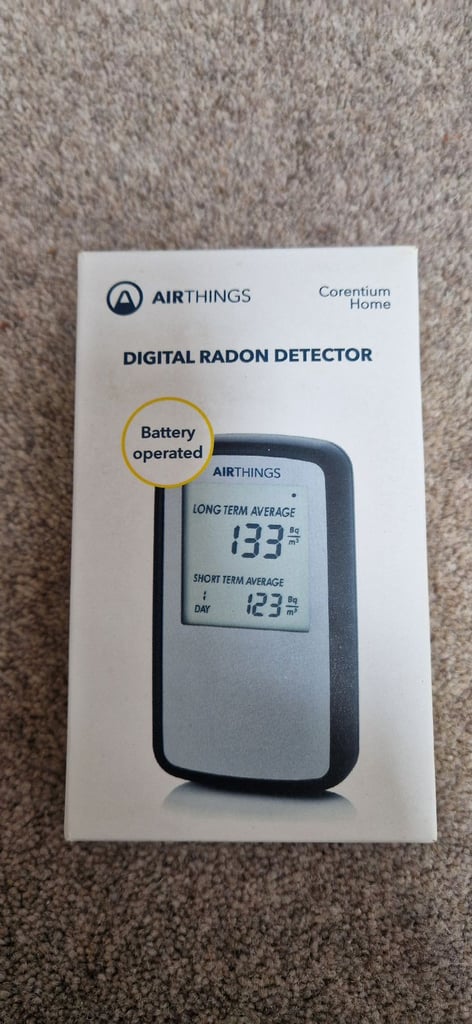 AIRTHINGS
Corentium
Home
DIGITAL RADON DETECTOR
Battery
operated
AIRTHINGS
LONG TERM AVERAGE
133 Bq/m³
SHORT TERM AVERAGE
1
DAY
123 Bq/m³